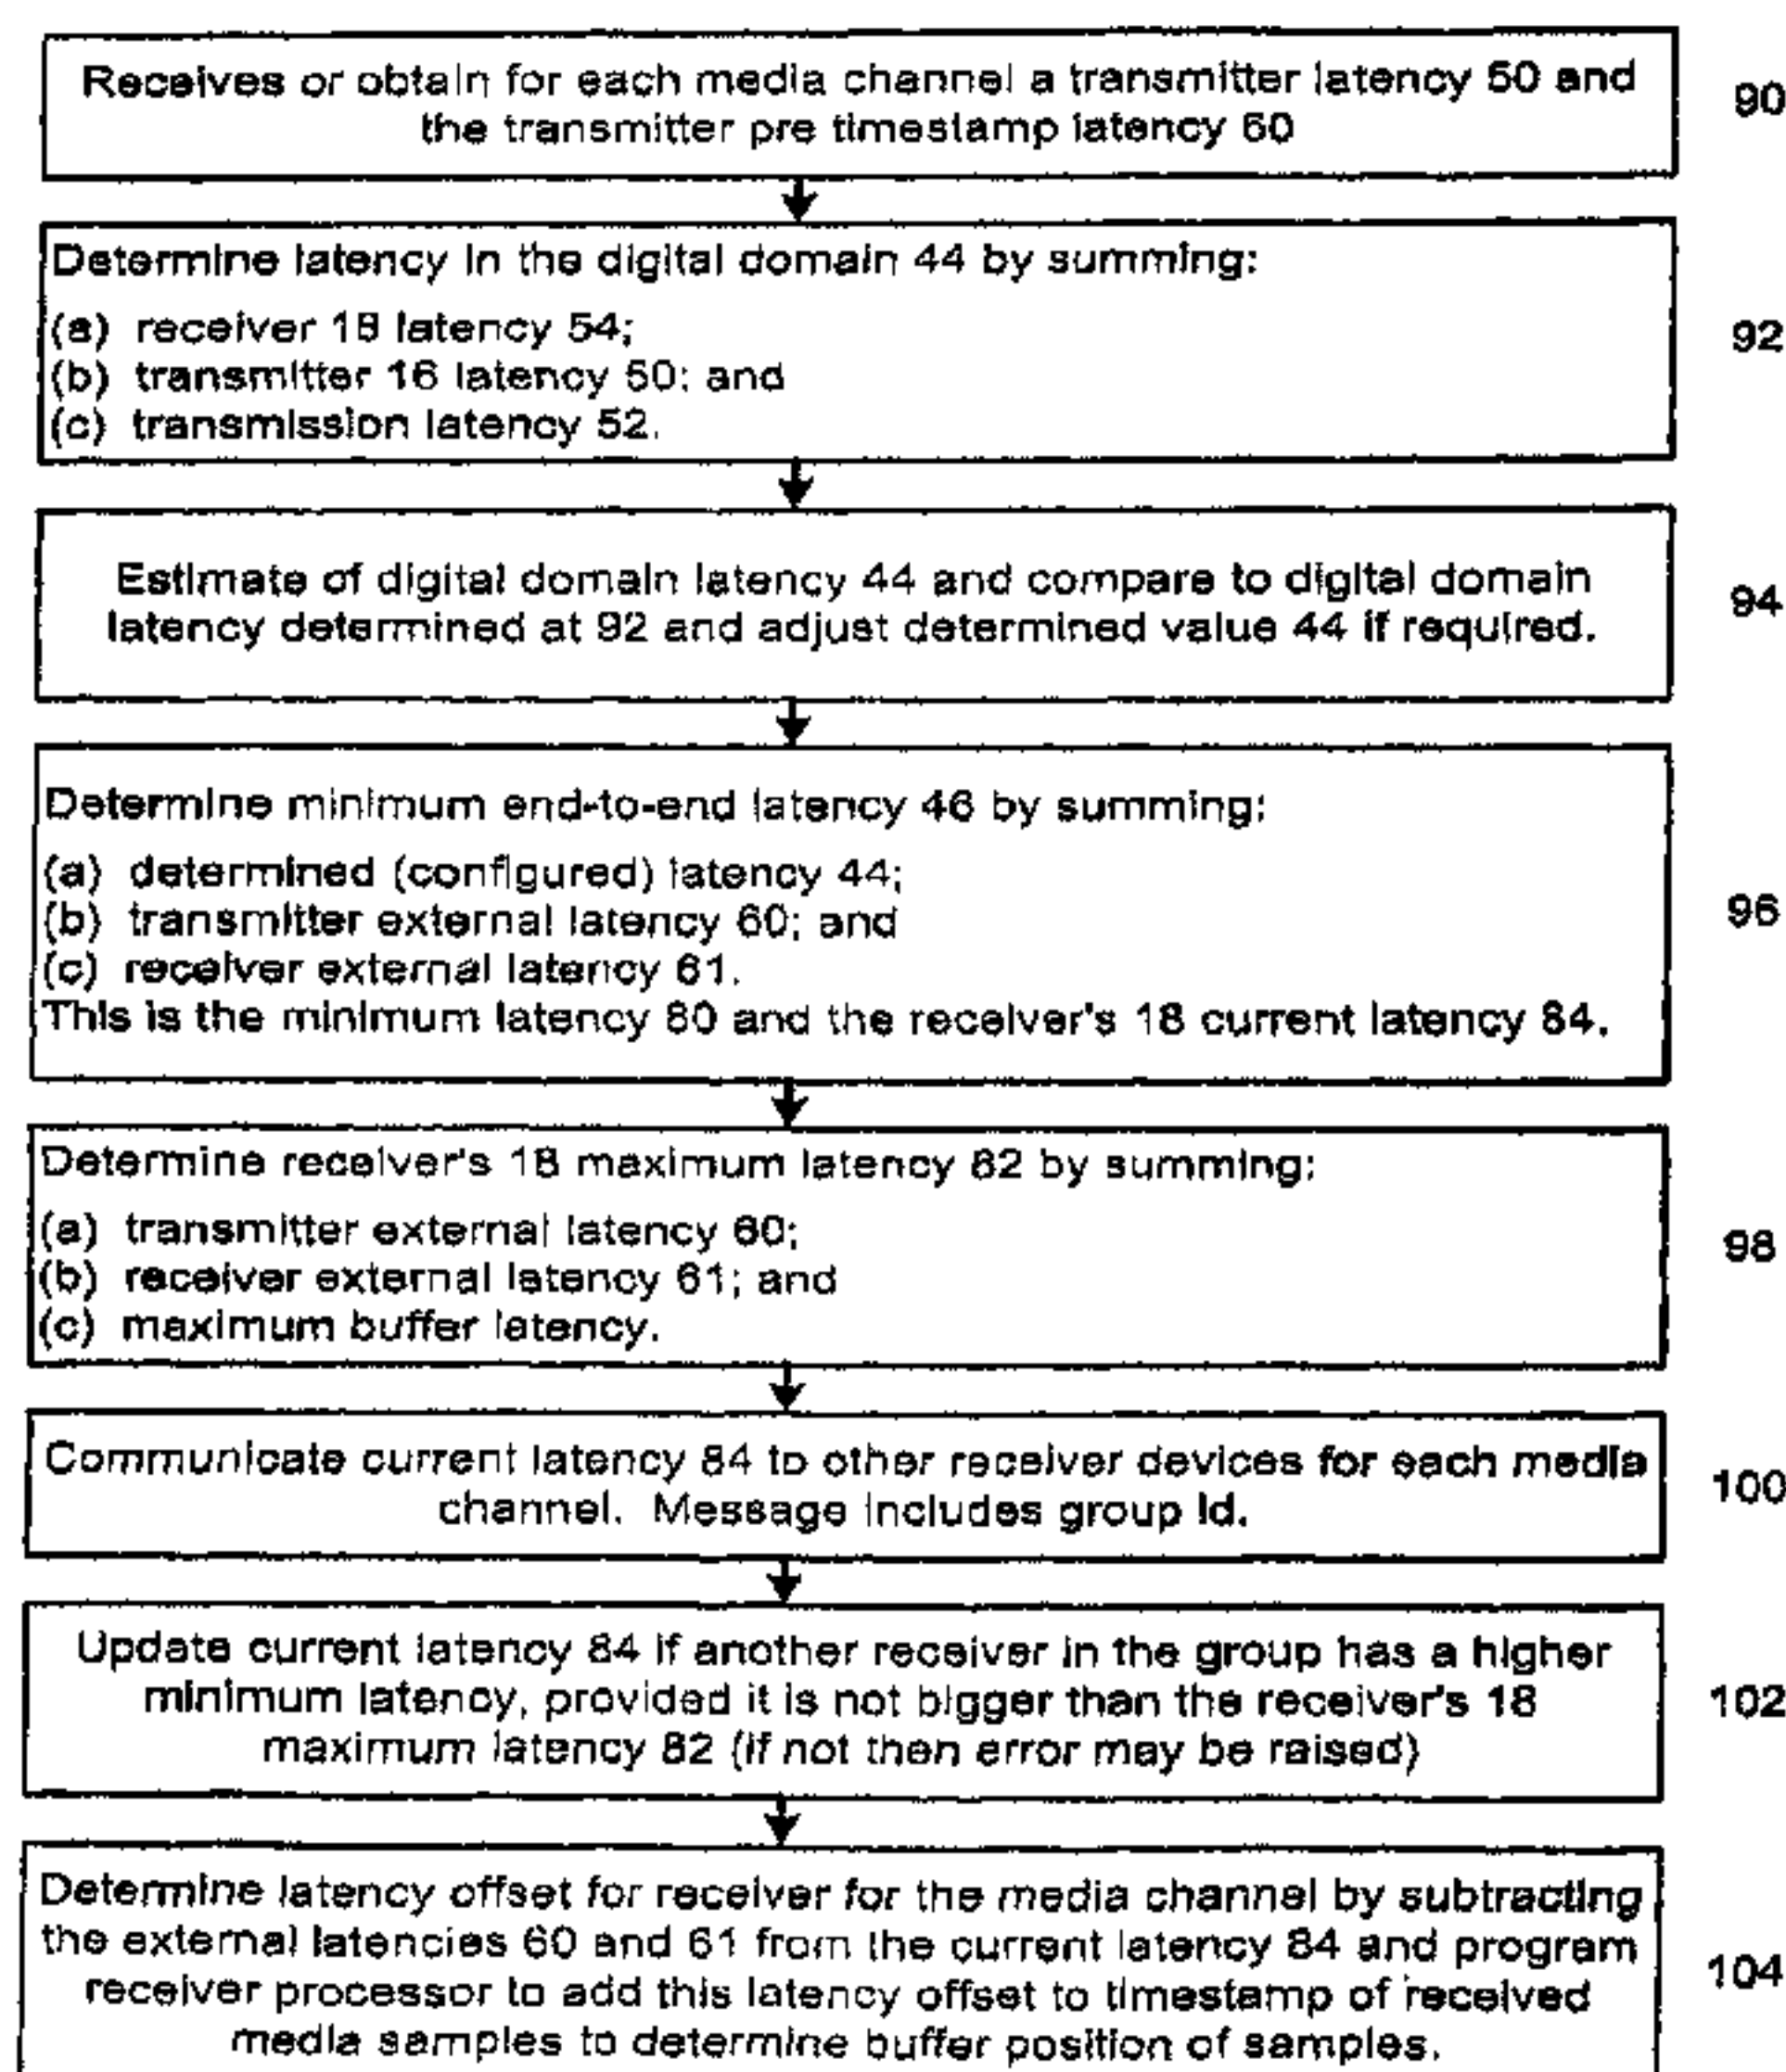 Receives or obtain for each media channel a transmitter latency 50 and
the transmitter pre timestamp latency 60
90
Determine latency in the digital domain 44 by summing:
(a) receiver 18 latency 54;
(b) transmitter 16 latency 50; and
(c) transmission latency 52.
92
Estimate of digital domain latency 44 and compare to digital domain
latency determined at 92 and adjust determined value 44 if required.
94
Determine minimum end-to-end latency 46 by summing:
(a) determined (configured) latency 44;
(b) transmitter external latency 60; and
(c) receiver external latency 61.
This is the minimum latency 80 and the receiver's 18 current latency 84.
96
Determine receiver's 18 maximum latency 82 by summing:
(a) transmitter external latency 60;
(b) receiver external latency 61; and
(c) maximum buffer latency.
98
Communicate current latency 84 to other receiver devices for each media
channel. Message includes group id.
100
Update current latency 84 if another receiver in the group has a higher
minimum latency, provided it is not bigger than the receiver's 18
maximum latency 82 (if not then error may be raised)
102
Determine latency offset for receiver for the media channel by subtracting
the external latencies 60 and 61 from the current latency 84 and program
receiver processor to add this latency offset to timestamp of received
media samples to determine buffer position of samples.
104